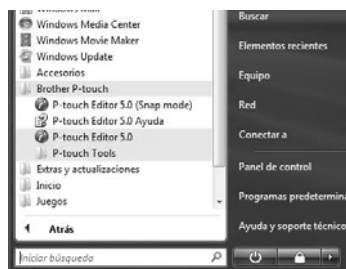 Windows Mail
Windows Media Center
Windows Movie Maker
Windows Update
Accesorios
Brother P-touch
P-touch Editor 5.0 (Snap mode)
P-touch Editor 5.0 Ayuda
P-touch Editor 5.0
P-touch Tools
Extras y actualizaciones
Inicio
Juegos
Atrás
Iniciar búsqueda
Buscar
Elementos recientes
Equipo
Red
Conectar a
Panel de control
Programas predetermina
Ayuda y soporte técnico